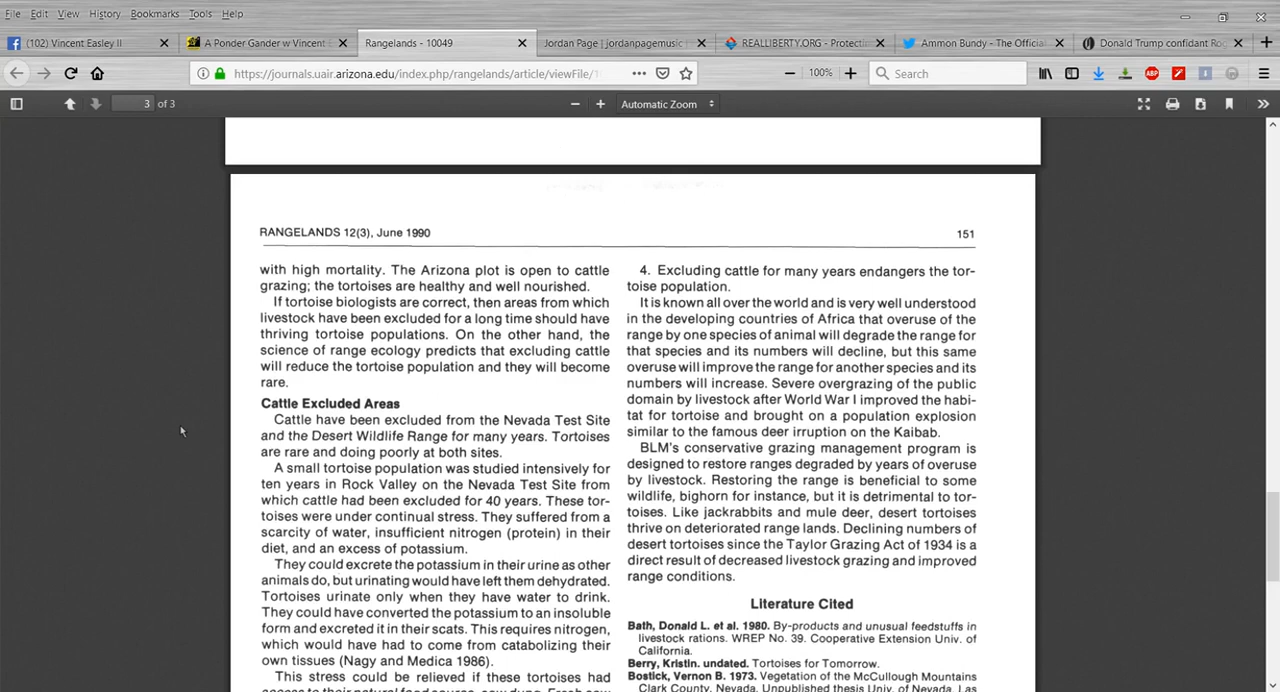 File Edit View History Bookmarks Tools Help
(102) Vincent Easley II
A Ponder Gander w Vincent
Rangelands - 10049
Jordan Page | jordanpagemusic
REALLIBERTY.ORG - Protectin
Ammon Bundy - The Official
Donald Trump confidant Rog
https://journals.uair.arizona.edu/index.php/rangelands/article/viewFile/1
100%
Search
ABP
3 of 3
Automatic Zoom
RANGELANDS 12(3), June 1990
151
with high mortality. The Arizona plot is open to cattle
grazing; the tortoises are healthy and well nourished.
If tortoise biologists are correct, then areas from which
livestock have been excluded for a long time should have
thriving tortoise populations. On the other hand, the
science of range ecology predicts that excluding cattle
will reduce the tortoise population and they will become
rare.
Cattle Excluded Areas
Cattle have been excluded from the Nevada Test Site
and the Desert Wildlife Range for many years. Tortoises
are rare and doing poorly at both sites.
A small tortoise population was studied intensively for
ten years in Rock Valley on the Nevada Test Site from
which cattle had been excluded for 40 years. These tor-
toises were under continual stress. They suffered from a
scarcity of water, insufficient nitrogen (protein) in their
diet, and an excess of potassium.
They could excrete the potassium in their urine as other
animals do, but urinating would have left them dehydrated.
Tortoises urinate only when they have water to drink.
They could have converted the potassium to an insoluble
form and excreted it in their scats. This requires nitrogen,
which would have had to come from catabolizing their
own tissues (Nagy and Medica 1986).
This stress could be relieved if these tortoises had
4. Excluding cattle for many years endangers the tor-
toise population.
It is known all over the world and is very well understood
in the developing countries of Africa that overuse of the
range by one species of animal will degrade the range for
that species and its numbers will decline, but this same
overuse will improve the range for another species and its
numbers will increase. Severe overgrazing of the public
domain by livestock after World War I improved the habi-
tat for tortoise and brought on a population explosion
similar to the famous deer irruption on the Kaibab.
BLM's conservative grazing management program is
designed to restore ranges degraded by years of overuse
by livestock. Restoring the range is beneficial to some
wildlife, bighorn for instance, but it is detrimental to tor-
toises. Like jackrabbits and mule deer, desert tortoises
thrive on deteriorated range lands. Declining numbers of
desert tortoises since the Taylor Grazing Act of 1934 is a
direct result of decreased livestock grazing and improved
range conditions.
Literature Cited
Bath, Donald L. et al. 1980. By-products and unusual feedstuffs in
livestock rations. WREP No. 39. Cooperative Extension Univ. of
California.
Berry, Kristin. undated. Tortoises for Tomorrow.
Bostick, Vernon B. 1973. Vegetation of the McCullough Mountains
Clark County, Nevada. Unpublished thesis Univ. of Nevada, Las